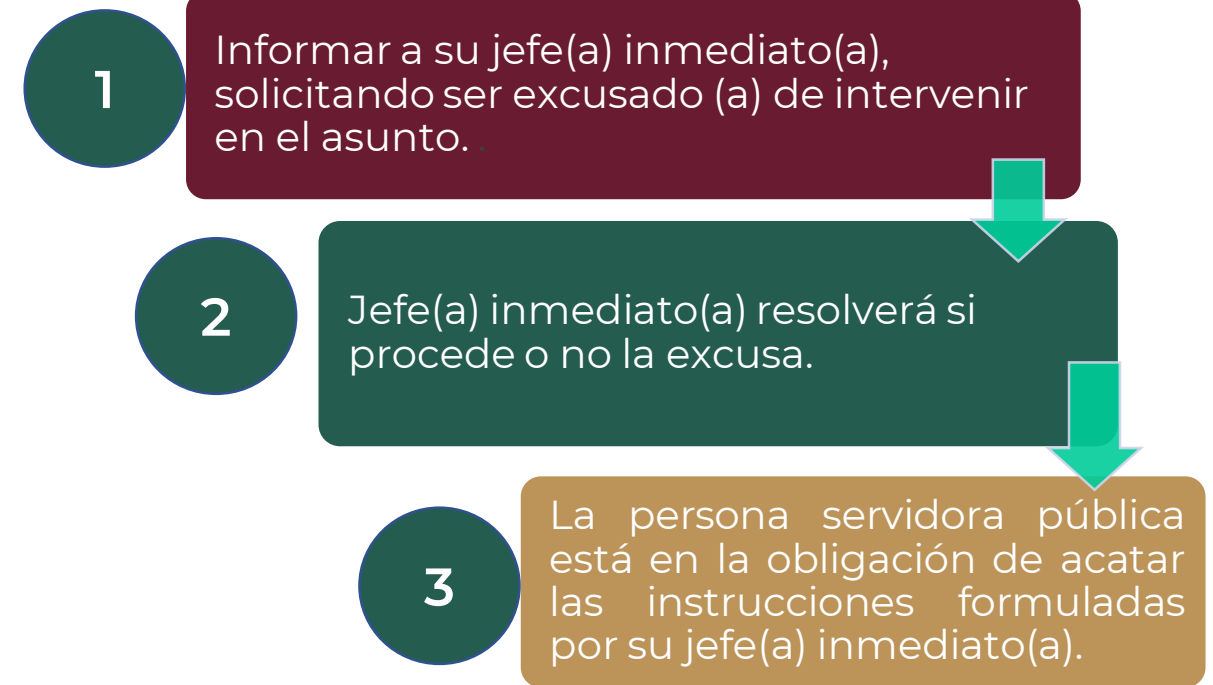 1
Informar a su jefe(a) inmediato(a),
solicitando ser excusado (a) de intervenir
en el asunto. .
2
Jefe(a) inmediato(a) resolverá si
procede o no la excusa.
3
La persona servidora pública
está en la obligación de acatar
las instrucciones formuladas
por su jefe(a) inmediato(a).